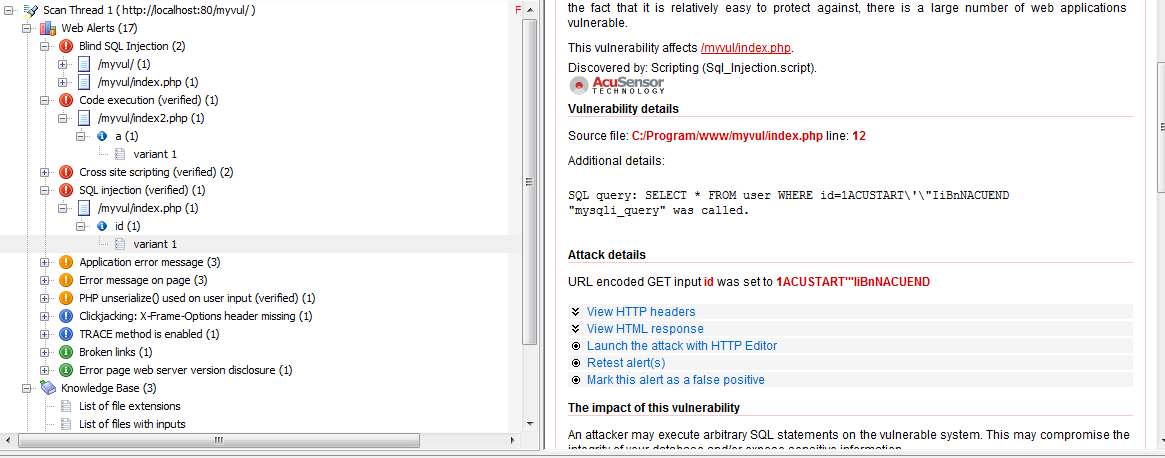 Scan Thread 1 ( http://localhost:80/myvul/ )
Web Alerts (17)
Blind SQL Injection (2)
/myvul/ (1)
/myvul/index.php (1)
Code execution (verified) (1)
/myvul/index2.php (1)
a (1)
variant 1
Cross site scripting (verified) (2)
SQL injection (verified) (1)
/myvul/index.php (1)
id (1)
variant 1
Application error message (3)
Error message on page (3)
PHP unserialize() used on user input (verified) (1)
Clickjacking: X-Frame-Options header missing (1)
TRACE method is enabled (1)
Broken links (1)
Error page web server version disclosure (1)
Knowledge Base (3)
List of file extensions
List of files with inputs
F
the fact that it is relatively easy to protect against, there is a large number of web applications
vulnerable.
This vulnerability affects /myvul/index.php.
Discovered by: Scripting (Sql_Injection.script).
AcuSensor
TECHNOLOGY
Vulnerability details
Source file: C:/Program/www/myvul/index.php line: 12
Additional details:
SQL query: SELECT * FROM user WHERE id=1ACUSTART\'\"IiBnNACUEND
"mysqli_query" was called.
Attack details
URL encoded GET input id was set to 1ACUSTART'"IiBnNACUEND
View HTTP headers
View HTML response
Launch the attack with HTTP Editor
Retest alert(s)
Mark this alert as a false positive
The impact of this vulnerability
An attacker may execute arbitrary SQL statements on the vulnerable system. This may compromise the
integrity of your database and/or expose sensitive information.